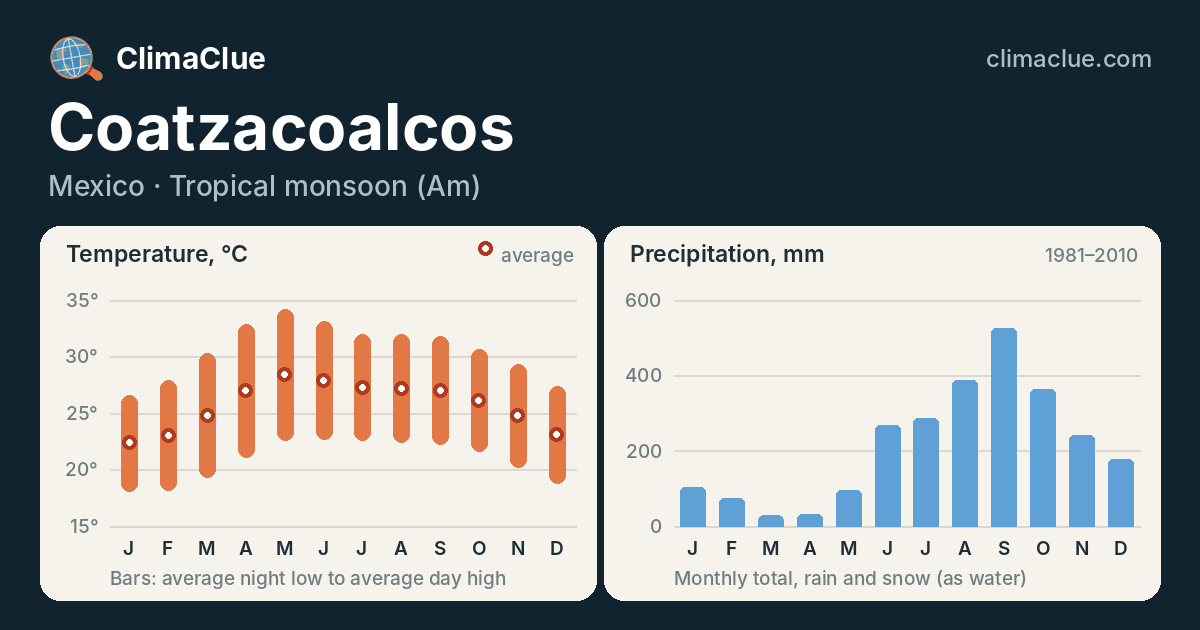 ClimaClue
climaclue.com
Coatzacoalcos
Mexico · Tropical monsoon (Am)
Temperature, °C
average
35°
30°
25°
20°
15°
J F M A M J J A S O N D
Bars: average night low to average day high
Precipitation, mm
1981–2010
600
400
200
0
J F M A M J J A S O N D
Monthly total, rain and snow (as water)